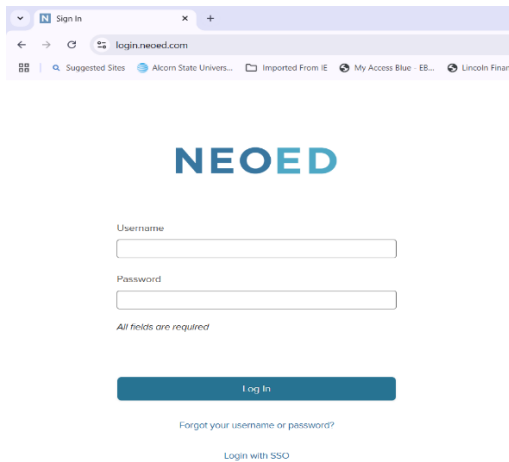 Sign In
login.neoed.com
Suggested Sites Alcorn State Univers... Imported From IE My Access Blue - EB... Lincoln Finan
NEOED
Username
Password
All fields are required
Log In
Forgot your username or password?
Login with SSO